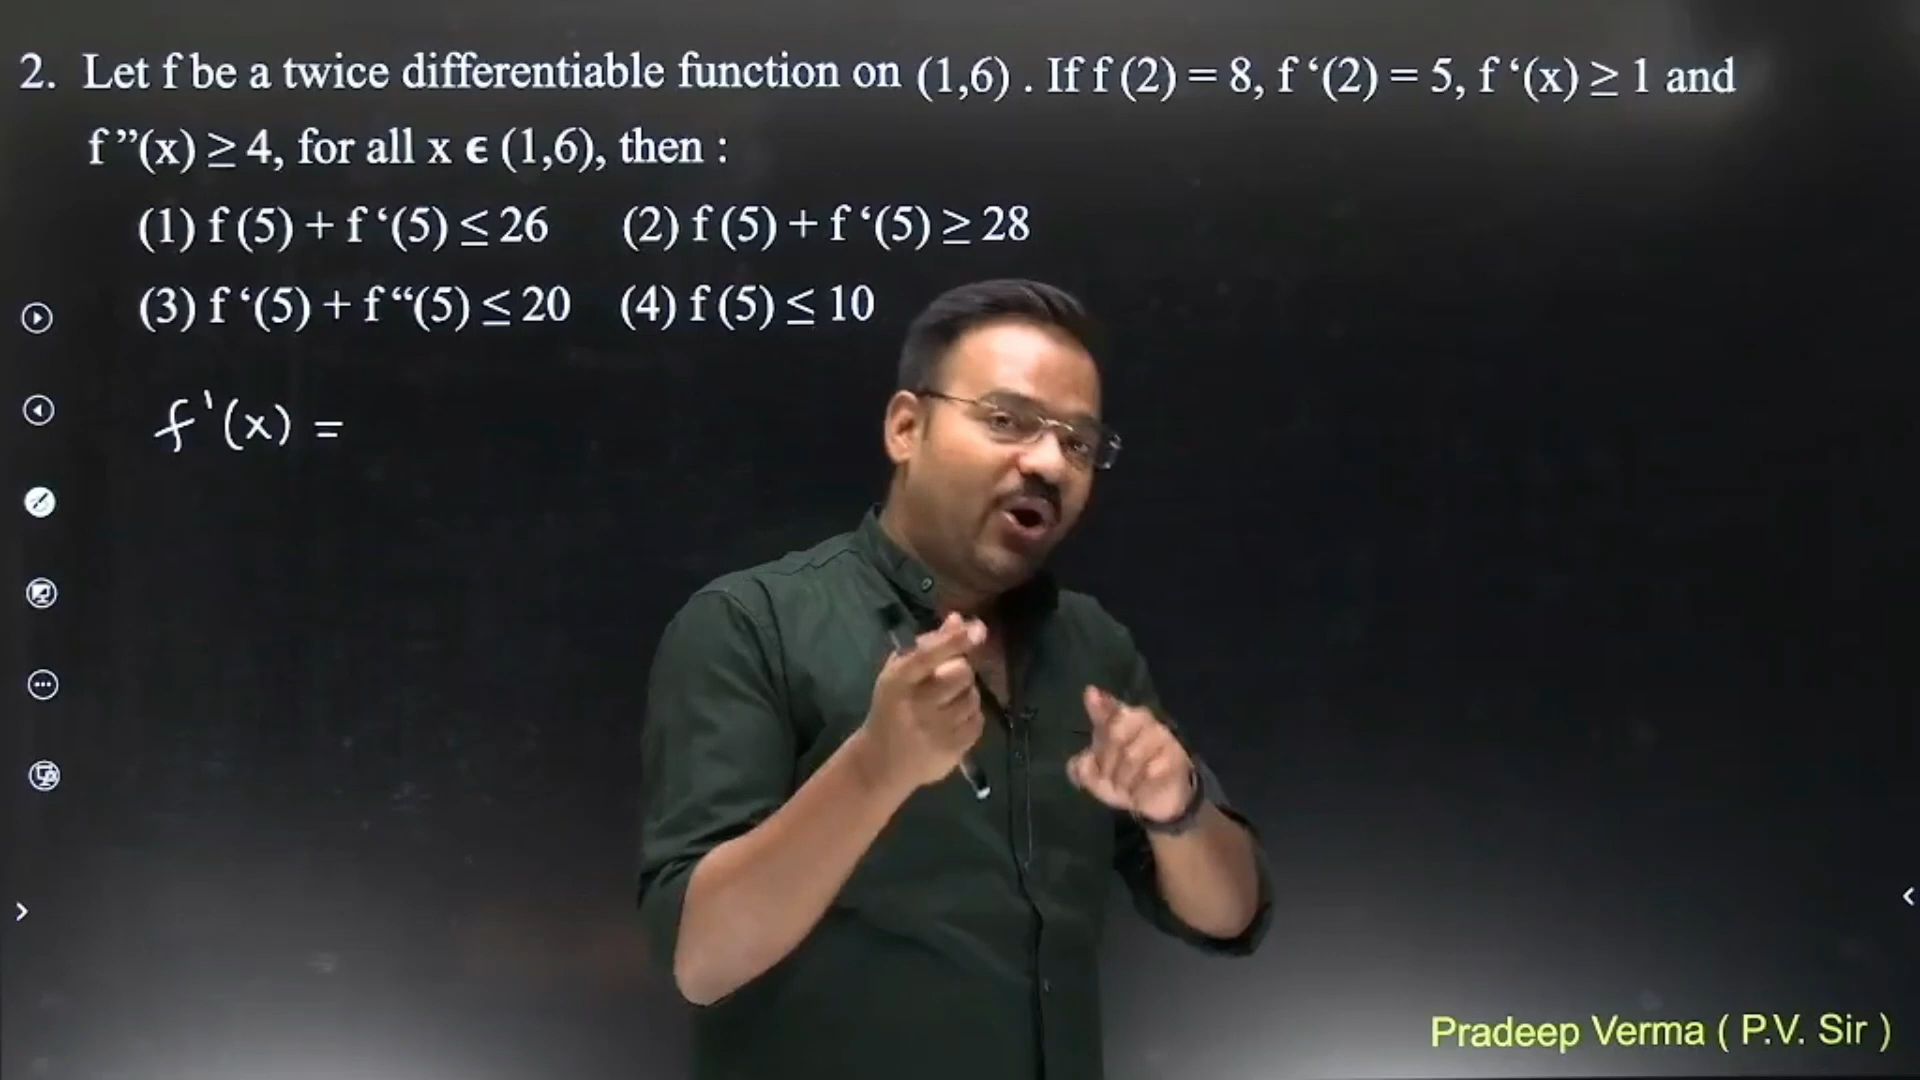 2. Let f be a twice differentiable function on (1,6) . If f (2) = 8, f ‘(2) = 5, f ‘(x) ≥ 1 and
f ”(x) ≥ 4, for all x ϵ (1,6), then :
(1) f (5) + f ‘(5) ≤ 26 (2) f (5) + f ‘(5) ≥ 28
(3) f ‘(5) + f “(5) ≤ 20 (4) f (5) ≤ 10
f'(x) =
Pradeep Verma ( P.V. Sir )